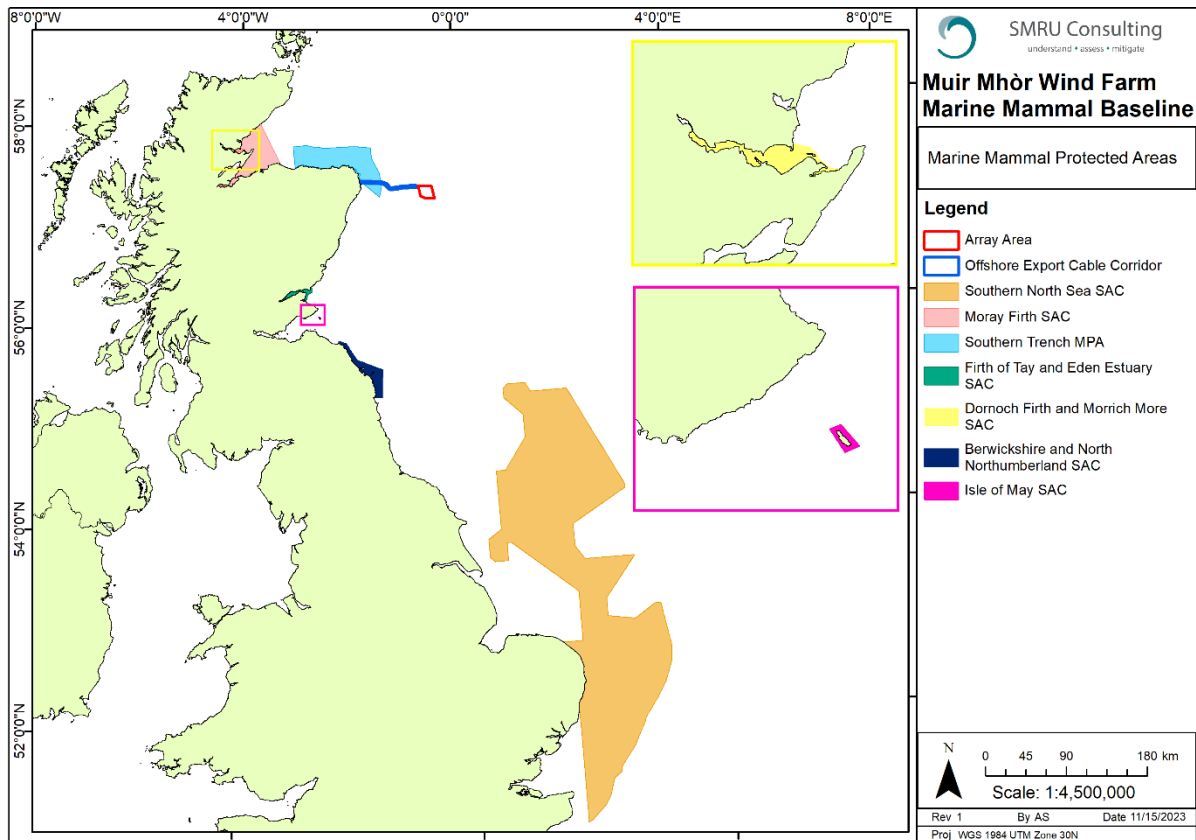 8°0'0"W
4°0'0"W
0°0'0"
4°0'0"E
8°0'0"E
58°0'0"N
56°0'0"N
54°0'0"N
52°0'0"N
SMRU Consulting
understand • assess • mitigate
Muir Mhòr Wind Farm
Marine Mammal Baseline
Marine Mammal Protected Areas
Legend
Array Area
Offshore Export Cable Corridor
Southern North Sea SAC
Moray Firth SAC
Southern Trench MPA
Firth of Tay and Eden Estuary
SAC
Dornoch Firth and Morrich More
SAC
Berwickshire and North
Northumberland SAC
Isle of May SAC
N
0 45 90 180 km
Scale: 1:4,500,000
Rev 1 By AS Date 11/15/2023
Proj WGS 1984 UTM Zone 30N